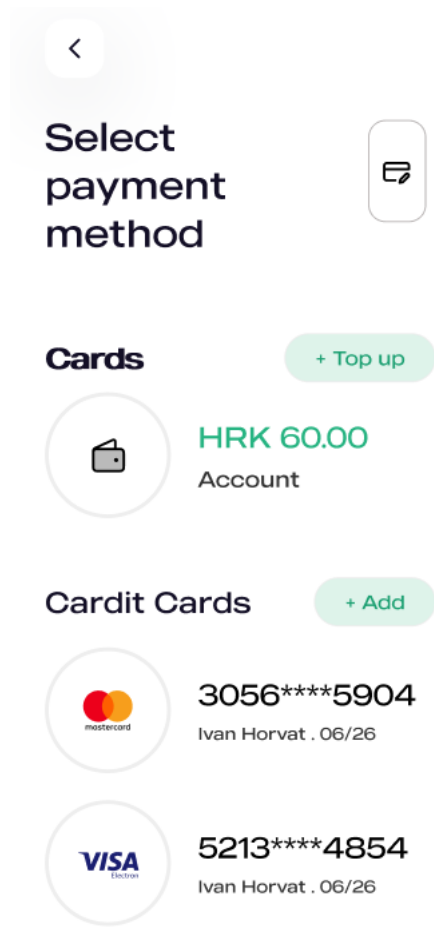 Select
payment
method
Cards
+ Top up
HRK 60.00
Account
Cardit Cards
+ Add
mastercard
3056****5904
Ivan Horvat . 06/26
VISA
Electron
5213****4854
Ivan Horvat . 06/26